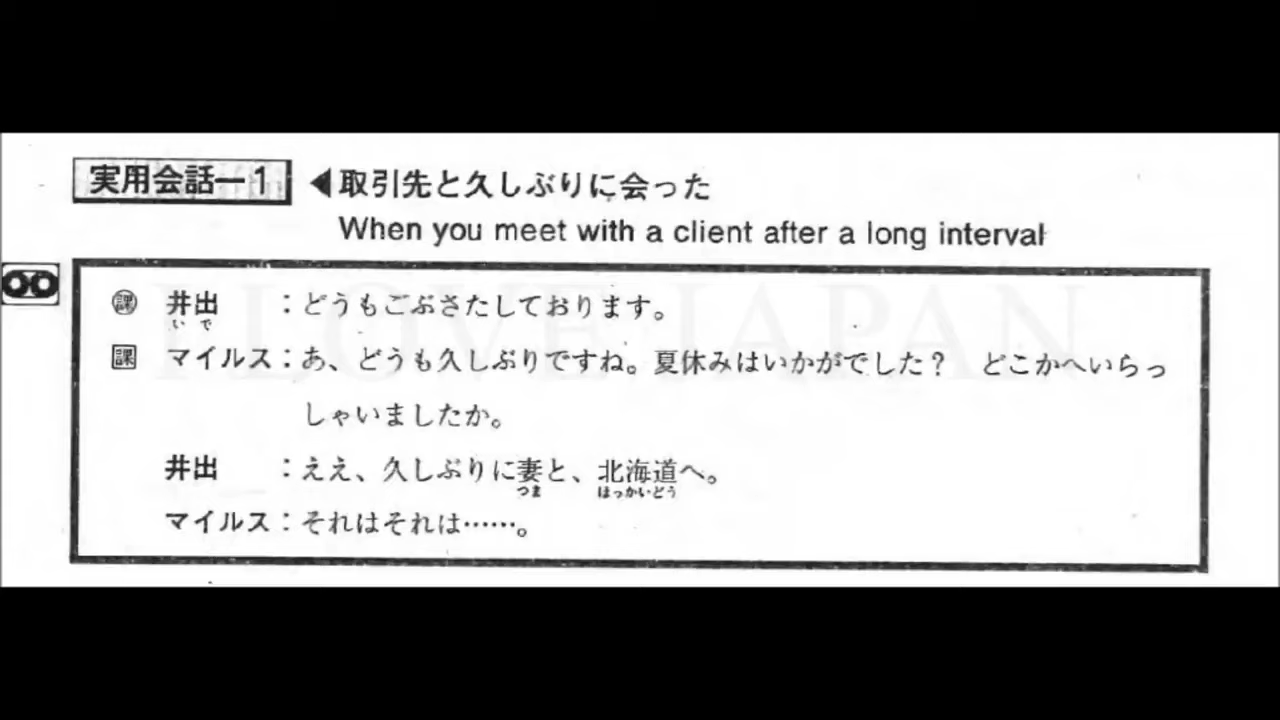 実用会話ー1 ◀取引先と久しぶりに会った
When you meet with a client after a long interval
I LOVE JAPAN
課 井出 :どうもごぶさたしております。
いで
課 マイルス:あ、どうも久しぶりですね。夏休みはいかがでした? どこかへいらっ
しゃいましたか。
井出 :ええ、久しぶりに妻と、北海道へ。
つま ほっかいどう
マイルス:それはそれは……。